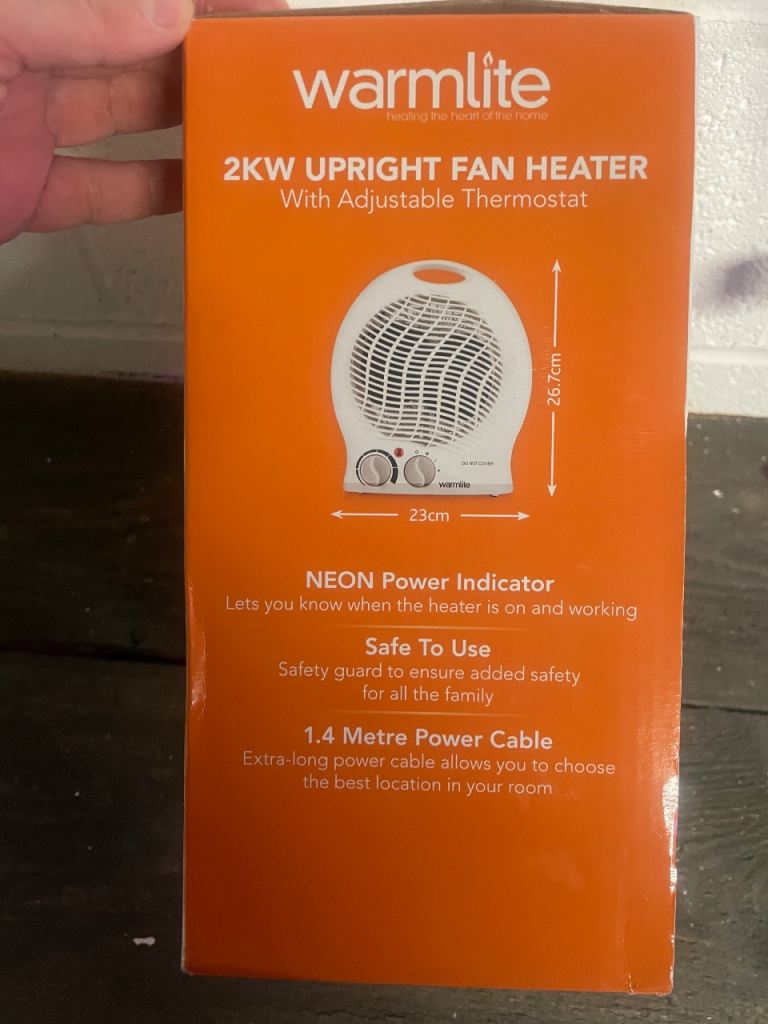 warmlite
heating the heart of the home
2KW UPRIGHT FAN HEATER
With Adjustable Thermostat
26.7cm
DO NOT COVER
warmlite
23cm
NEON Power Indicator
Lets you know when the heater is on and working
Safe To Use
Safety guard to ensure added safety
for all the family
1.4 Metre Power Cable
Extra-long power cable allows you to choose
the best location in your room